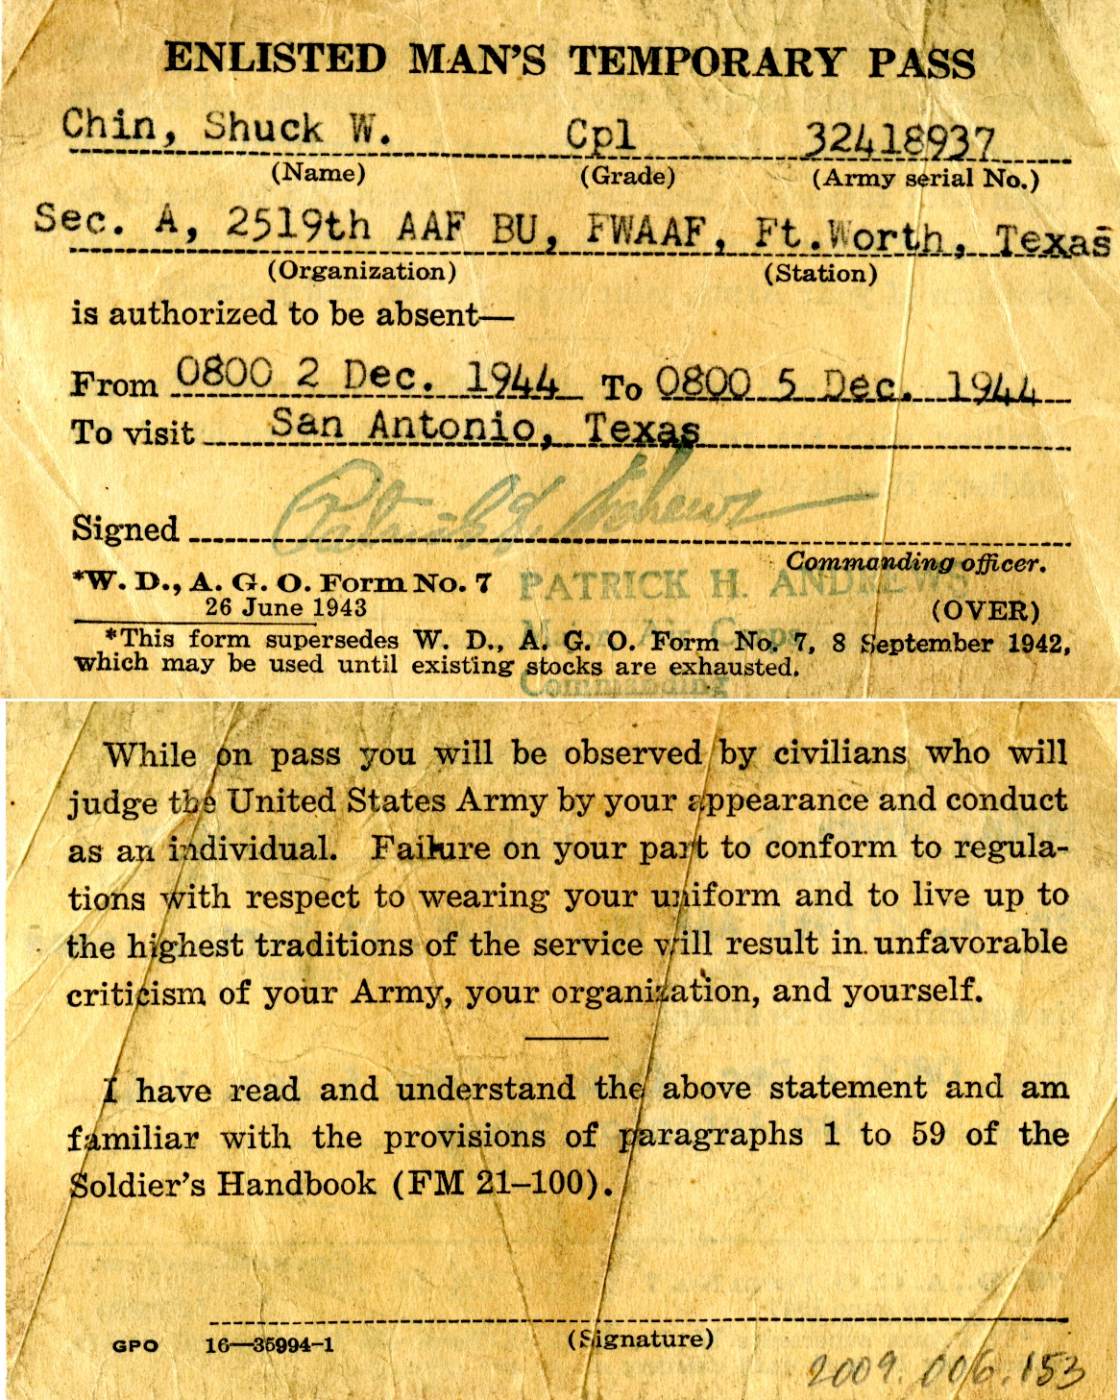 ENLISTED MAN'S TEMPORARY PASS
Chin, Shuck W. Cpl 32418937
(Name) (Grade) (Army serial No.)
Sec. A, 2519th AAF BU, FWAAF, Ft.Worth, Texas
(Organization) (Station)
is authorized to be absent—
From 0800 2 Dec. 1944 To 0800 5 Dec. 1944
To visit San Antonio, Texas
Signed Patrick H. Andrews
Commanding officer.
*W. D., A. G. O. Form No. 7 PATRICK H. ANDREWS
26 June 1943 (OVER)
Major, Air Corps
*This form supersedes W. D., A. G. O. Form No. 7, 8 September 1942,
which may be used until existing stocks are exhausted.
Commanding
While on pass you will be observed by civilians who will
judge the United States Army by your appearance and conduct
as an individual. Failure on your part to conform to regula-
tions with respect to wearing your uniform and to live up to
the highest traditions of the service will result in unfavorable
criticism of your Army, your organization, and yourself.
I have read and understand the above statement and am
familiar with the provisions of paragraphs 1 to 59 of the
Soldier's Handbook (FM 21–100).
(Signature)
GPO 16—35994-1
2009.006.153